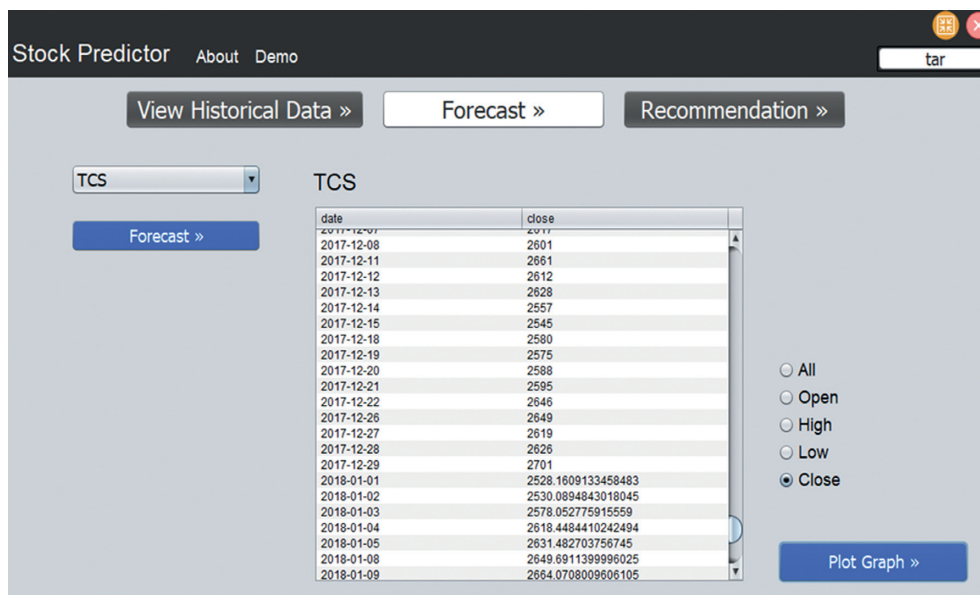 Stock Predictor About Demo tar
View Historical Data » Forecast » Recommendation »
TCS
Forecast »
TCS
date close
2017-12-07 2617
2017-12-08 2601
2017-12-11 2661
2017-12-12 2612
2017-12-13 2628
2017-12-14 2557
2017-12-15 2545
2017-12-18 2580
2017-12-19 2575
2017-12-20 2588
2017-12-21 2595
2017-12-22 2646
2017-12-26 2649
2017-12-27 2619
2017-12-28 2626
2017-12-29 2701
2018-01-01 2528.1609133458483
2018-01-02 2530.0894843018045
2018-01-03 2578.052775915559
2018-01-04 2618.4484410242494
2018-01-05 2631.482703756745
2018-01-08 2649.6911399996025
2018-01-09 2664.0708009606105
All
Open
High
Low
Close
Plot Graph »